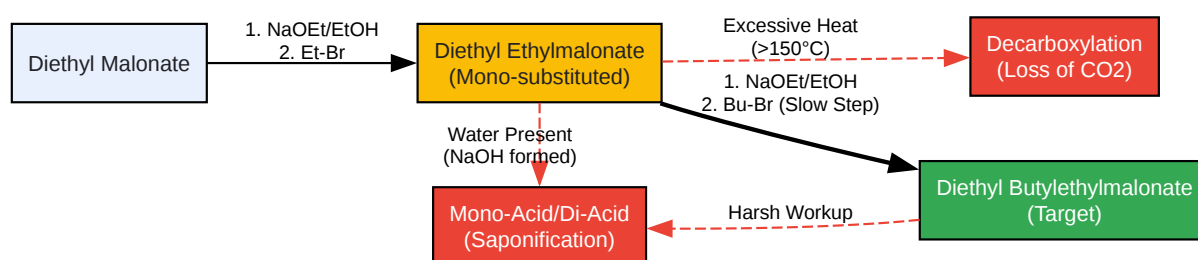 1. NaOEt/EtOH
2. Et-Br
Diethyl Malonate
Diethyl Ethylmalonate
(Mono-substituted)
Excessive Heat
(>150°C)
Decarboxylation
(Loss of CO2)
1. NaOEt/EtOH
2. Bu-Br (Slow Step)
Water Present
(NaOH formed)
Mono-Acid/Di-Acid
(Saponification)
Harsh Workup
Diethyl Butylethylmalonate
(Target)